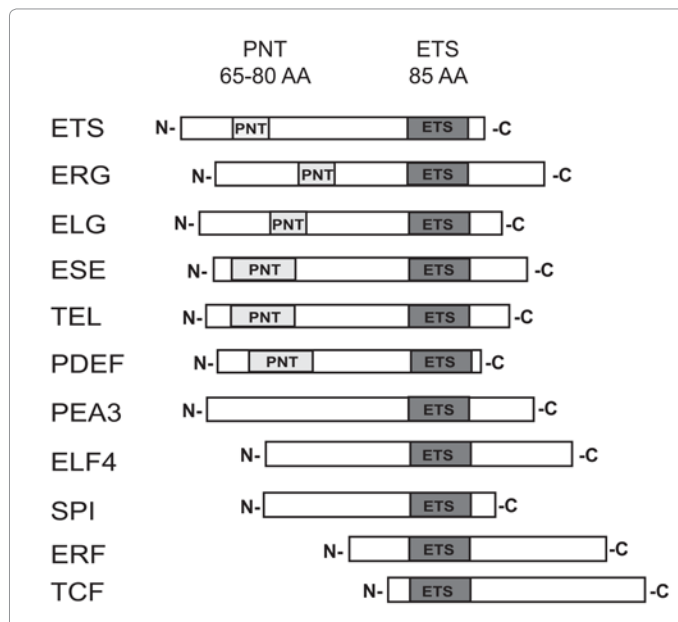 PNT ETS
65-80 AA 85 AA
ETS N- PNT ETS -C
ERG N- PNT ETS -C
ELG N- PNT ETS -C
ESE N- PNT ETS -C
TEL N- PNT ETS -C
PDEF N- PNT ETS -C
PEA3 N- ETS -C
ELF4 N- ETS -C
SPI N- ETS -C
ERF N- ETS -C
TCF N- ETS -C